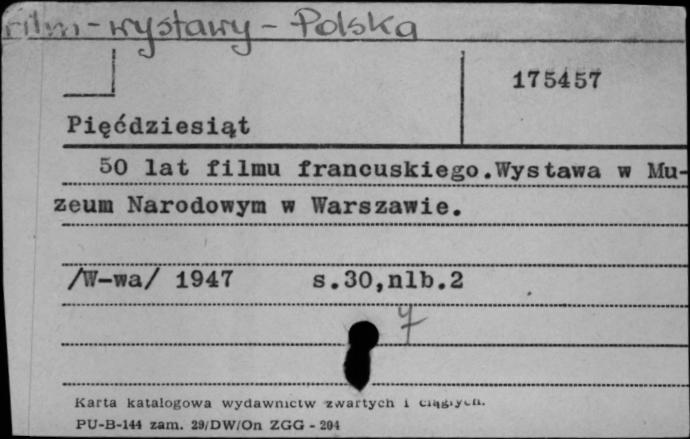 Film - wystawy - Polska
175457
Pięćdziesiąt
50 lat filmu francuskiego.Wystawa w Mu-
zeum Narodowym w Warszawie.
/W-wa/ 1947 s.30,nlb.2
7
Karta katalogowa wydawnictw zwartych i ciągłych.
PU-B-144 zam. 29/DW/On ZGG - 204